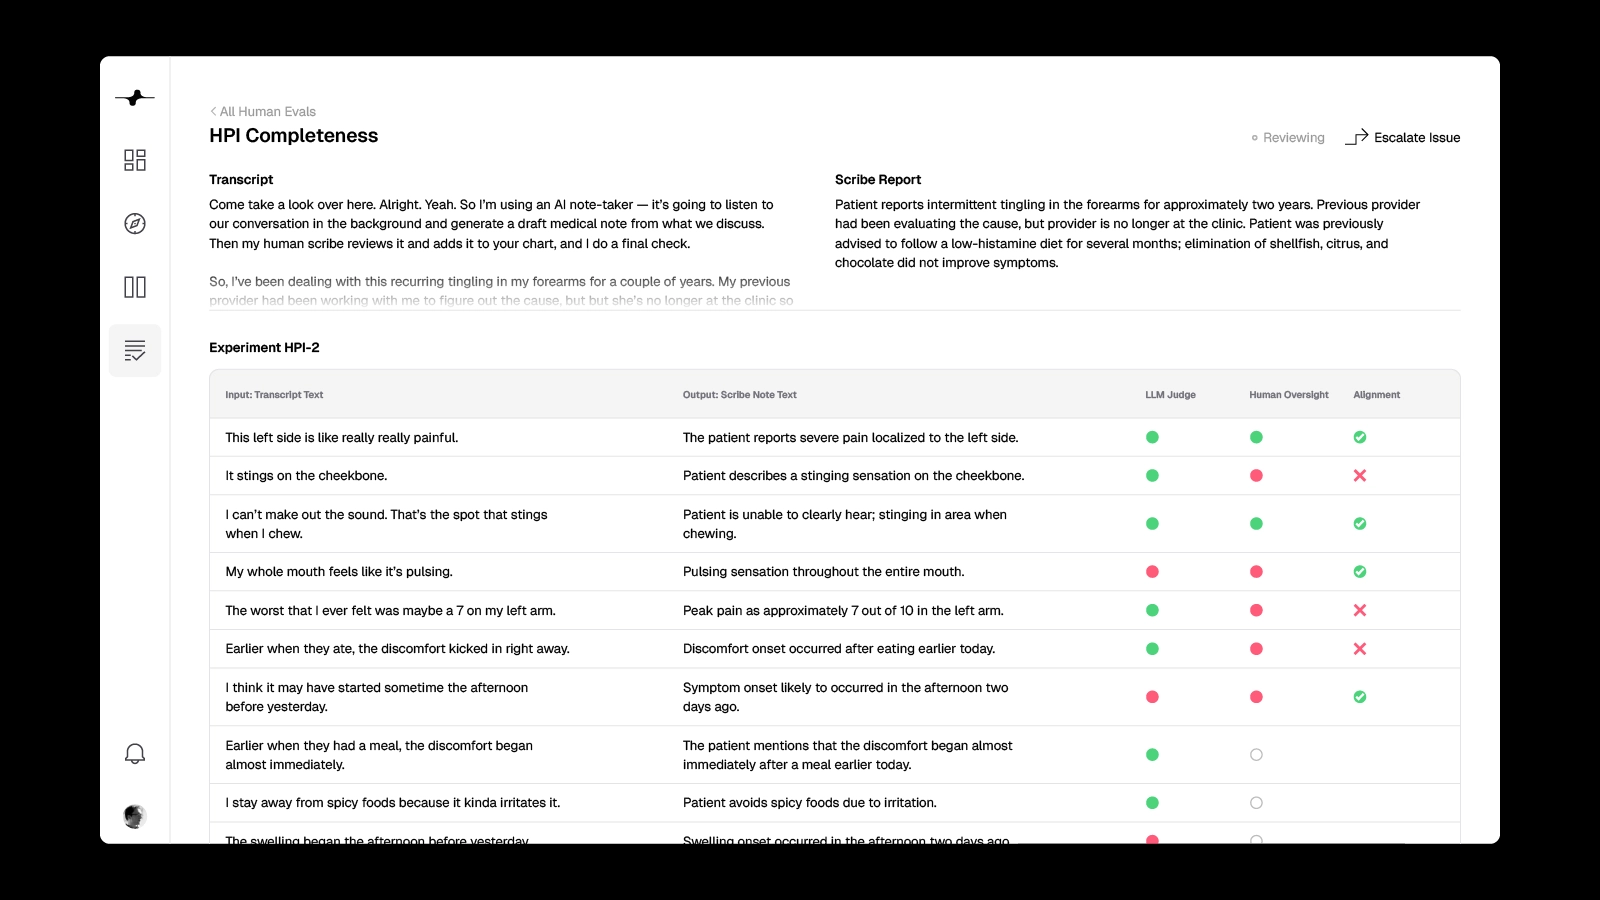 All Human Evals
HPI Completeness
Reviewing
Escalate Issue
Transcript
Come take a look over here. Alright. Yeah. So I’m using an AI note-taker — it’s going to listen to
our conversation in the background and generate a draft medical note from what we discuss.
Then my human scribe reviews it and adds it to your chart, and I do a final check.
So, I’ve been dealing with this recurring tingling in my forearms for a couple of years. My previous
provider had been working with me to figure out the cause, but but she’s no longer at the clinic so
Scribe Report
Patient reports intermittent tingling in the forearms for approximately two years. Previous provider
had been evaluating the cause, but provider is no longer at the clinic. Patient was previously
advised to follow a low-histamine diet for several months; elimination of shellfish, citrus, and
chocolate did not improve symptoms.
Experiment HPI-2
Input: Transcript Text
Output: Scribe Note Text
LLM Judge
Human Oversight
Alignment
This left side is like really really painful.
The patient reports severe pain localized to the left side.
It stings on the cheekbone.
Patient describes a stinging sensation on the cheekbone.
I can’t make out the sound. That’s the spot that stings
when I chew.
Patient is unable to clearly hear; stinging in area when
chewing.
My whole mouth feels like it’s pulsing.
Pulsing sensation throughout the entire mouth.
The worst that I ever felt was maybe a 7 on my left arm.
Peak pain as approximately 7 out of 10 in the left arm.
Earlier when they ate, the discomfort kicked in right away.
Discomfort onset occurred after eating earlier today.
I think it may have started sometime the afternoon
before yesterday.
Symptom onset likely to occurred in the afternoon two
days ago.
Earlier when they had a meal, the discomfort began
almost immediately.
The patient mentions that the discomfort began almost
immediately after a meal earlier today.
I stay away from spicy foods because it kinda irritates it.
Patient avoids spicy foods due to irritation.
The swelling began the afternoon before yesterday
Swelling onset occurred in the afternoon two days ago